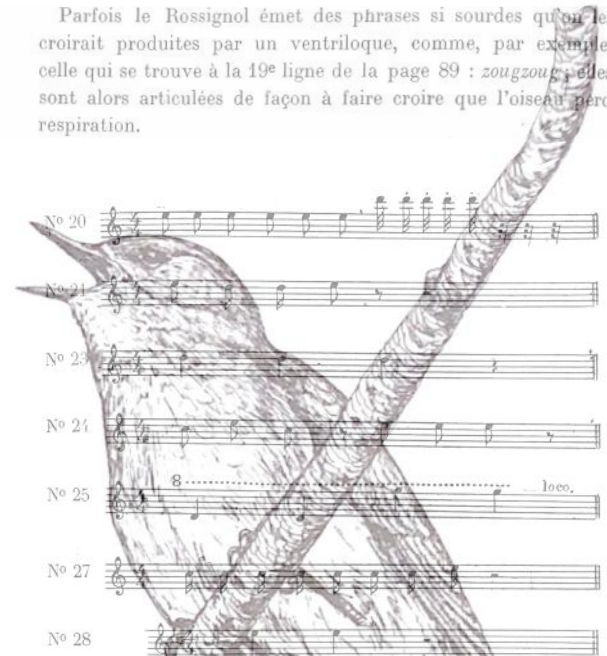 Parfois le Rossignol émet des phrases si sourdes qu'on le
croirait produites par un ventriloque, comme, par exemple
celle qui se trouve à la 19e ligne de la page 89 : zougzoug ; elles
sont alors articulées de façon à faire croire que l'oiseau perd
respiration.
No 20
No 21
No 23
No 24
8 loco.
No 25
No 27
No 28